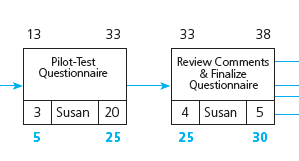 13 33 33 38
Pilot-Test
Questionnaire
Review Comments
& Finalize
Questionnaire
3 Susan 20
4 Susan 5
5 25 25 30